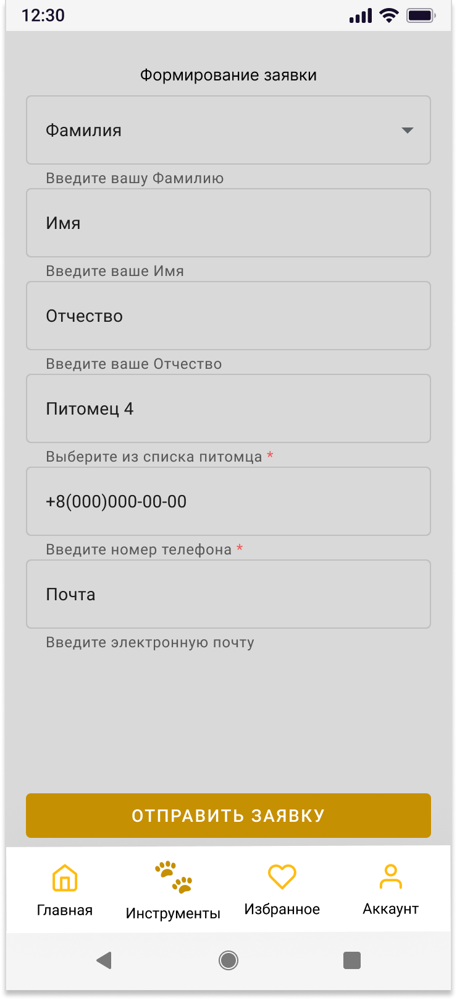 12:30
Формирование заявки
Фамилия
Введите вашу Фамилию
Имя
Введите ваше Имя
Отчество
Введите ваше Отчество
Питомец 4
Выберите из списка питомца *
+8(000)000-00-00
Введите номер телефона *
Почта
Введите электронную почту
ОТПРАВИТЬ ЗАЯВКУ
Главная
Инструменты
Избранное
Аккаунт